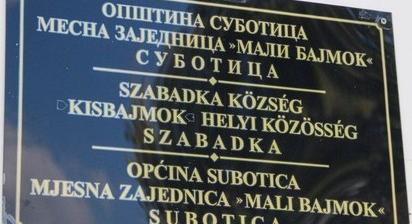 ОПШТИНА СУБОТИЦА
МЕСНА ЗАЈЕДНИЦА »МАЛИ БАЈМОК«
СУБОТИЦА
SZABADKA KÖZSÉG
»KISBAJMOK« HELYI KÖZÖSSÉG
SZABADKA
OPĆINA SUBOTICA
MJESNA ZAJEDNICA »MALI BAJMOK«
SUBOTICA